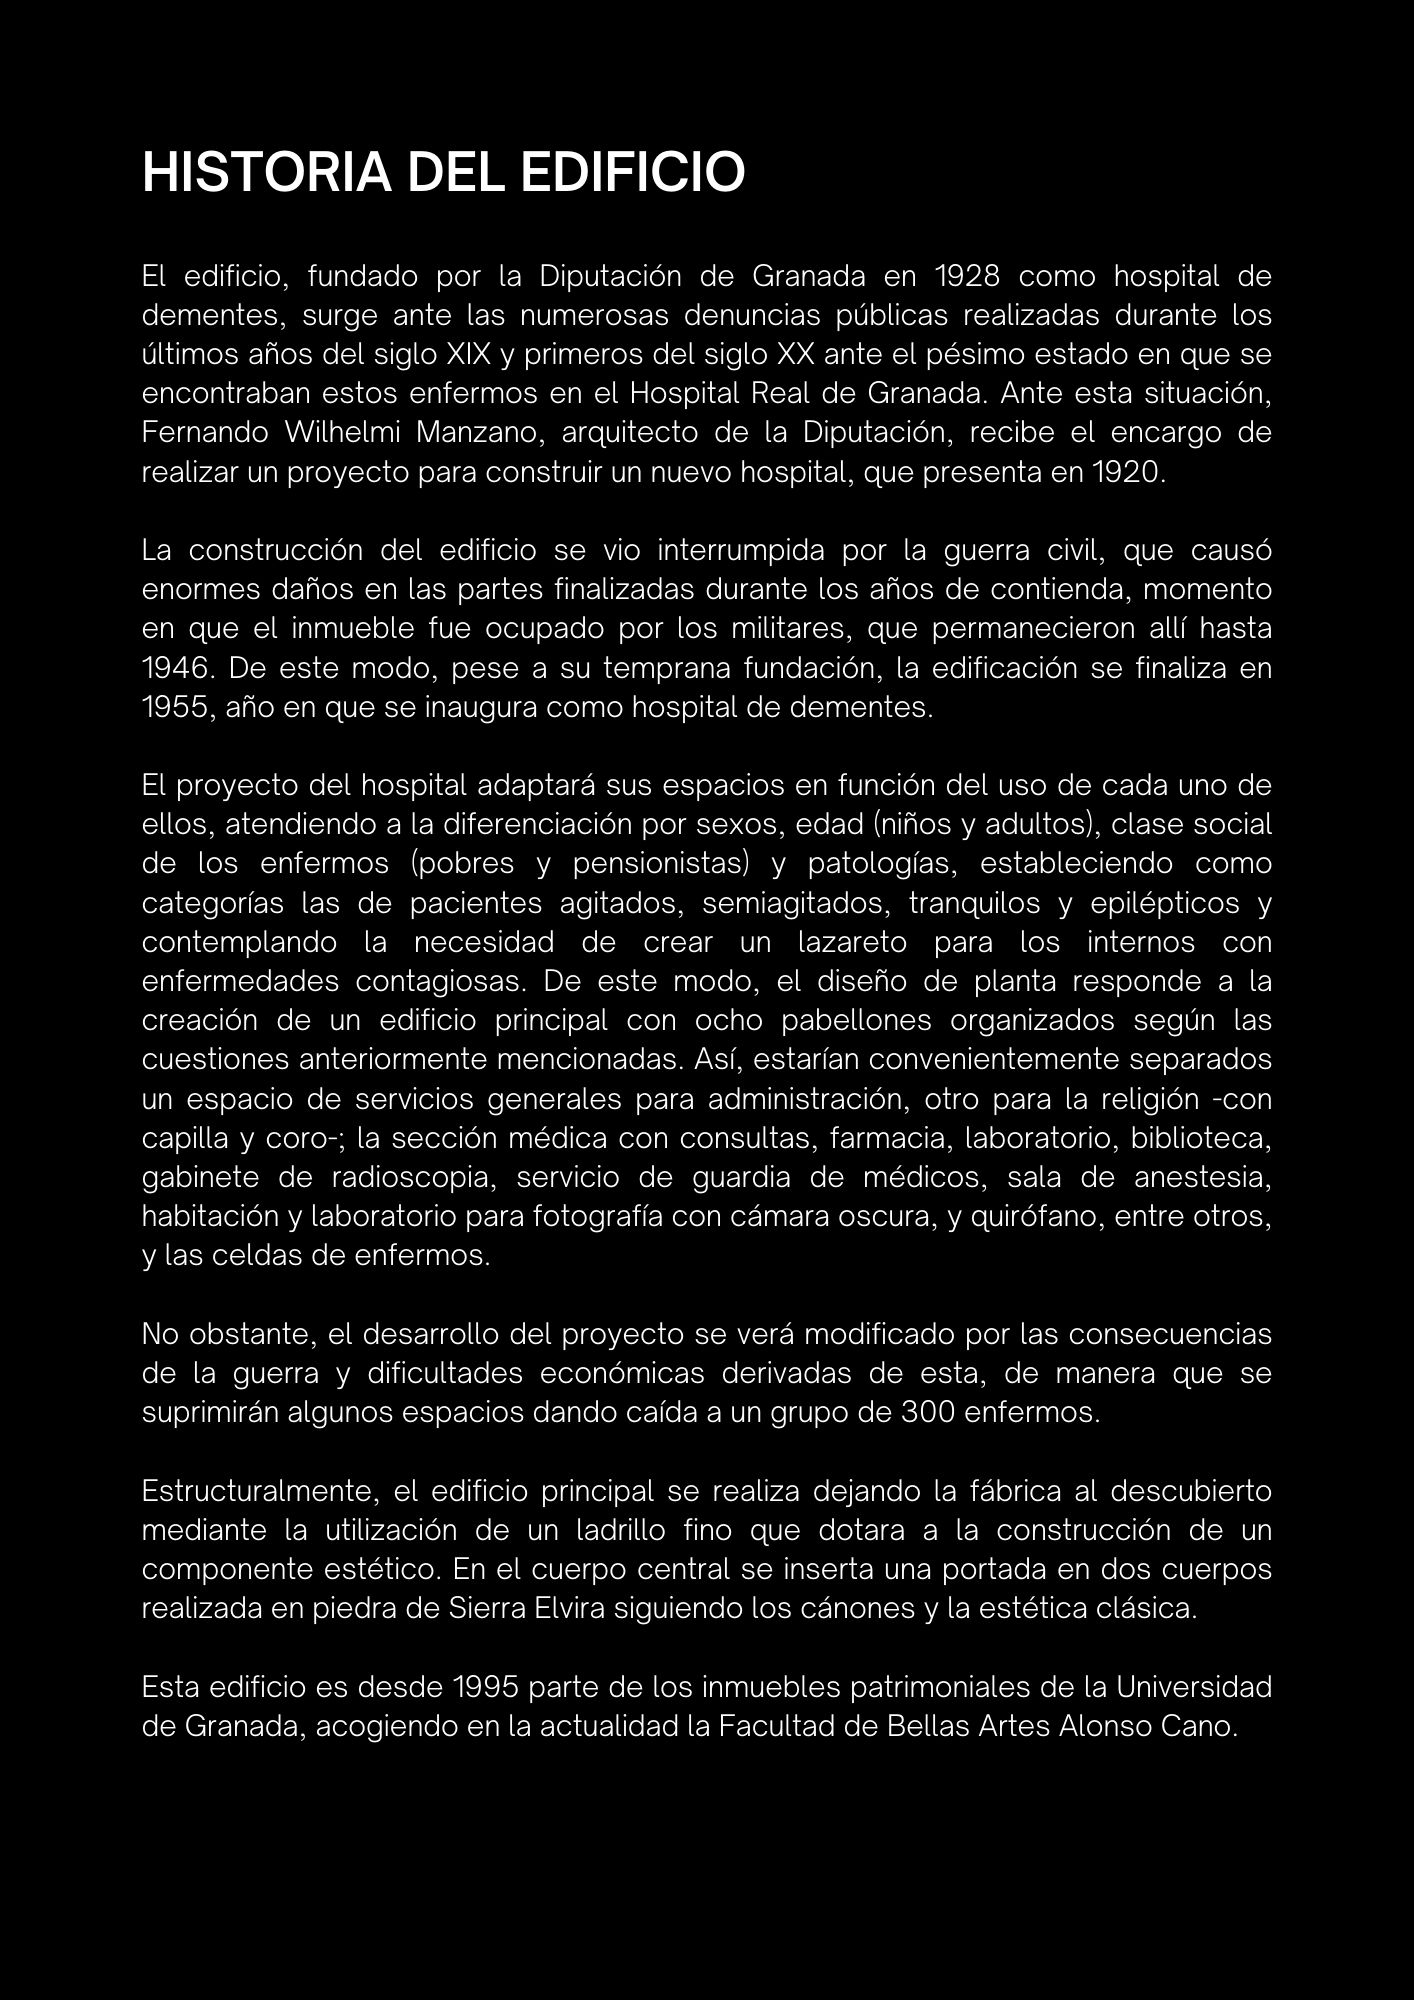 HISTORIA DEL EDIFICIO
El edificio, fundado por la Diputación de Granada en 1928 como hospital de
dementes, surge ante las numerosas denuncias públicas realizadas durante los
últimos años del siglo XIX y primeros del siglo XX ante el pésimo estado en que se
encontraban estos enfermos en el Hospital Real de Granada. Ante esta situación,
Fernando Wilhelmi Manzano, arquitecto de la Diputación, recibe el encargo de
realizar un proyecto para construir un nuevo hospital, que presenta en 1920.
La construcción del edificio se vio interrumpida por la guerra civil, que causó
enormes daños en las partes finalizadas durante los años de contienda, momento
en que el inmueble fue ocupado por los militares, que permanecieron allí hasta
1946. De este modo, pese a su temprana fundación, la edificación se finaliza en
1955, año en que se inaugura como hospital de dementes.
El proyecto del hospital adaptará sus espacios en función del uso de cada uno de
ellos, atendiendo a la diferenciación por sexos, edad (niños y adultos), clase social
de los enfermos (pobres y pensionistas) y patologías, estableciendo como
categorías las de pacientes agitados, semiagitados, tranquilos y epilépticos y
contemplando la necesidad de crear un lazareto para los internos con
enfermedades contagiosas. De este modo, el diseño de planta responde a la
creación de un edificio principal con ocho pabellones organizados según las
cuestiones anteriormente mencionadas. Así, estarían convenientemente separados
un espacio de servicios generales para administración, otro para la religión -con
capilla y coro-; la sección médica con consultas, farmacia, laboratorio, biblioteca,
gabinete de radioscopia, servicio de guardia de médicos, sala de anestesia,
habitación y laboratorio para fotografía con cámara oscura, y quirófano, entre otros,
y las celdas de enfermos.
No obstante, el desarrollo del proyecto se verá modificado por las consecuencias
de la guerra y dificultades económicas derivadas de esta, de manera que se
suprimirán algunos espacios dando caída a un grupo de 300 enfermos.
Estructuralmente, el edificio principal se realiza dejando la fábrica al descubierto
mediante la utilización de un ladrillo fino que dotara a la construcción de un
componente estético. En el cuerpo central se inserta una portada en dos cuerpos
realizada en piedra de Sierra Elvira siguiendo los cánones y la estética clásica.
Esta edificio es desde 1995 parte de los inmuebles patrimoniales de la Universidad
de Granada, acogiendo en la actualidad la Facultad de Bellas Artes Alonso Cano.